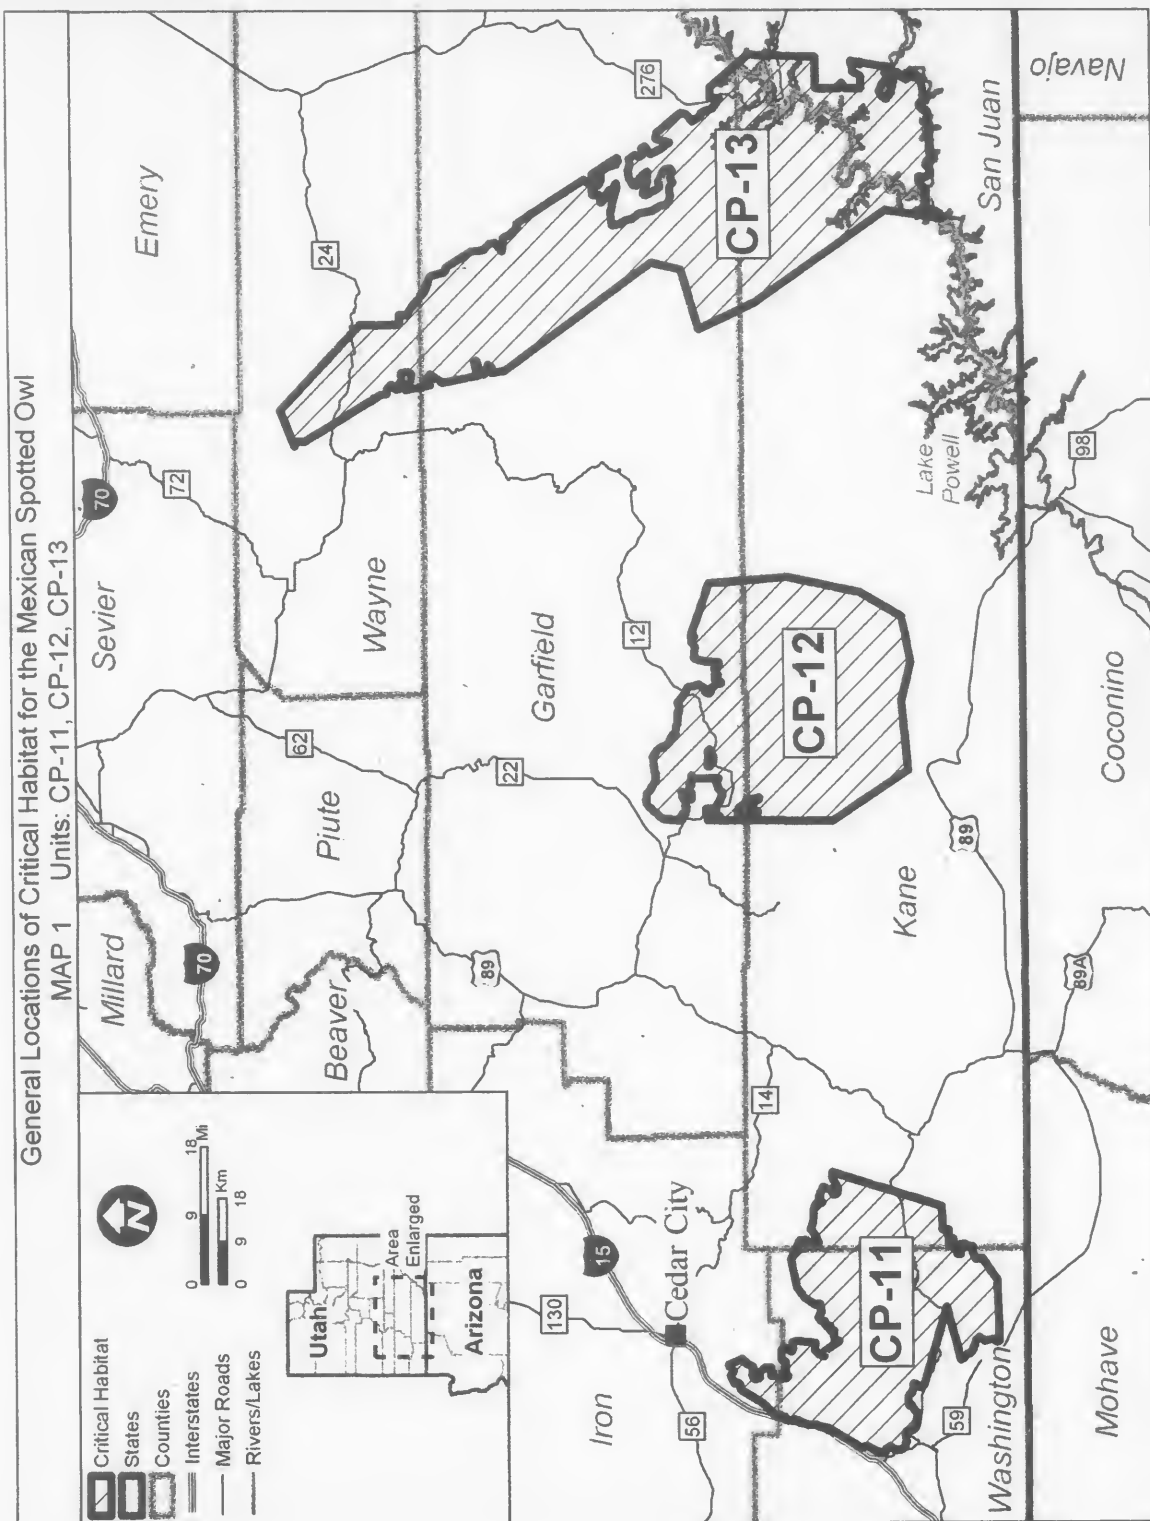 General Locations of Critical Habitat for the Mexican Spotted Owl
MAP 1 Units: CP-11, CP-12, CP-13
Critical Habitat
States
Counties
Interstates
Major Roads
Rivers/Lakes
N
0 9 18
Mi
Km
0 9 18
Utah
Area
Enlarged
Arizona
Millard
Sevier
Emery
70
70
72
24
Beaver
Piute
Wayne
62
89
22
Garfield
276
12
130
15
Iron
Cedar City
56
14
CP-13
CP-12
CP-11
Kane
Lake
Powell
San Juan
89
59
Washington
Mohave
89A
Coconino
98
Navajo